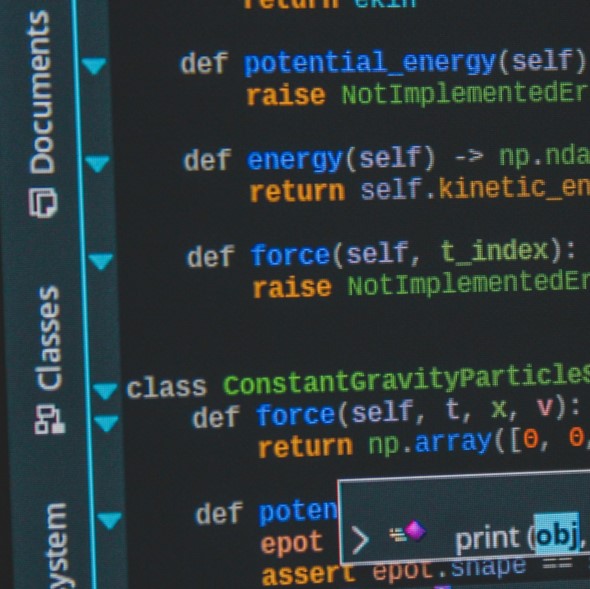 Documents
Classes
return ekin
def potential_energy(self)
raise NotImplementedEr
def energy(self) -> np.nda
return self.kinetic_en
def force(self, t_index):
raise NotImplementedEr
class ConstantGravityParticleS
def force(self, t, x, v):
return np.array([0, 0,
def poten
epot
print (obj,
assert epot.shape ==
ystem